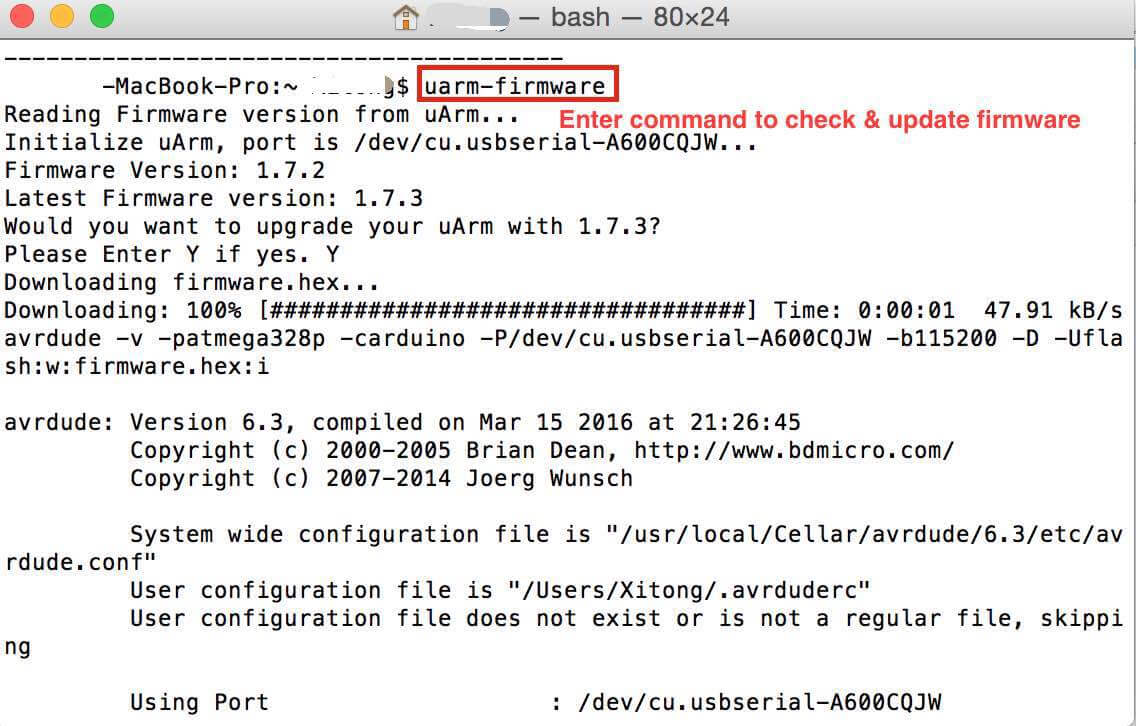 — bash — 80×24
-MacBook-Pro:~ $ uarm-firmware
Reading Firmware version from uArm...
Enter command to check & update firmware
Initialize uArm, port is /dev/cu.usbserial-A600CQJW...
Firmware Version: 1.7.2
Latest Firmware version: 1.7.3
Would you want to upgrade your uArm with 1.7.3?
Please Enter Y if yes. Y
Downloading firmware.hex...
Downloading: 100% [##################################] Time: 0:00:01  47.91 kB/s
avrdude -v -patmega328p -carduino -P/dev/cu.usbserial-A600CQJW -b115200 -D -Ufla
sh:w:firmware.hex:i
avrdude: Version 6.3, compiled on Mar 15 2016 at 21:26:45
Copyright (c) 2000-2005 Brian Dean, http://www.bdmicro.com/
Copyright (c) 2007-2014 Joerg Wunsch
System wide configuration file is "/usr/local/Cellar/avrdude/6.3/etc/av
rdude.conf"
User configuration file is "/Users/Xitong/.avrduderc"
User configuration file does not exist or is not a regular file, skippi
ng
Using Port                    : /dev/cu.usbserial-A600CQJW